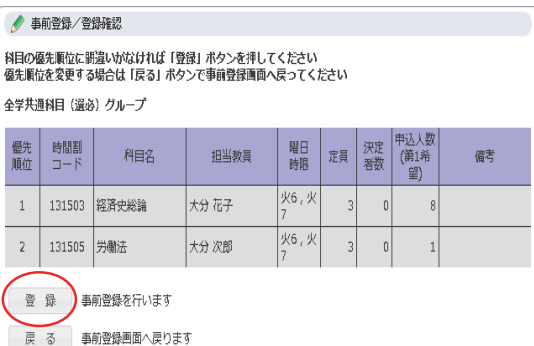 事前登録／登録確認
科目の優先順位に間違いがなければ「登録」ボタンを押してください
優先順位を変更する場合は「戻る」ボタンで事前登録画面へ戻ってください
全学共通科目（選必）グループ
優先順位 時間割コード 科目名 担当教員 曜日時限 定員 決定者数 申込人数(第1希望) 備考
1 131503 経済史総論 大分 花子 火6 , 火7 3 0 8
2 131505 労働法 大分 次郎 火6 , 火7 3 0 1
登 録 事前登録を行います
戻 る 事前登録画面へ戻ります